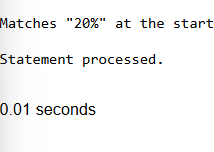 Matches "20%" at the start
Statement processed.
0.01 seconds